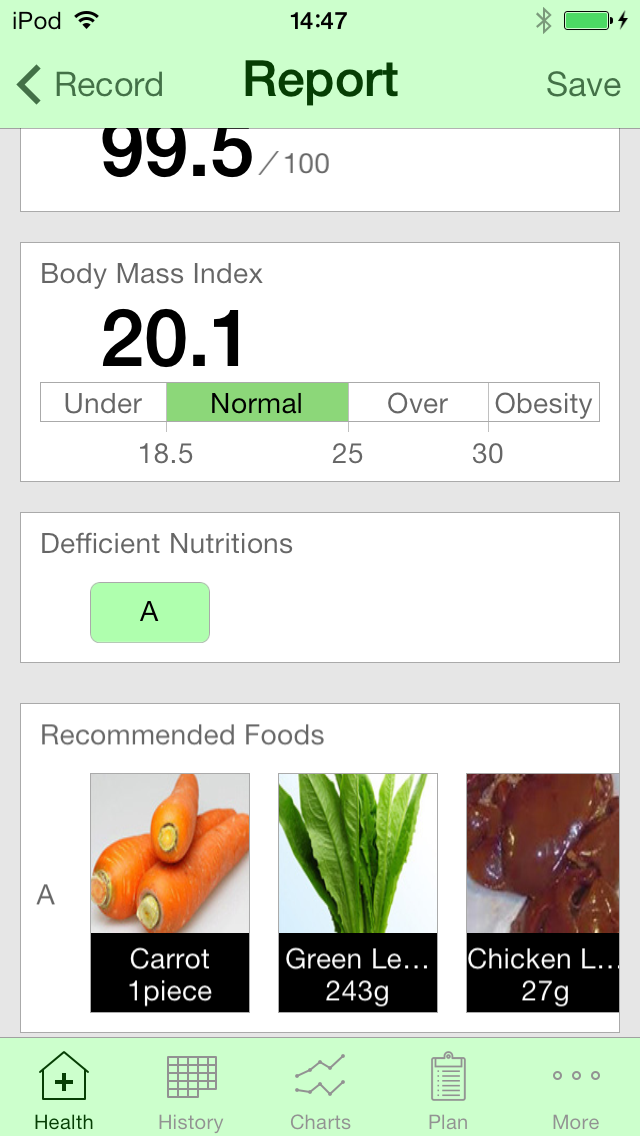 iPod 14:47
Record Report Save
99.5 / 100
Body Mass Index
20.1
Under Normal Over Obesity
18.5 25 30
Defficient Nutritions
A
Recommended Foods
A
Carrot Green Le... Chicken L...
1piece 243g 27g
Health History Charts Plan More